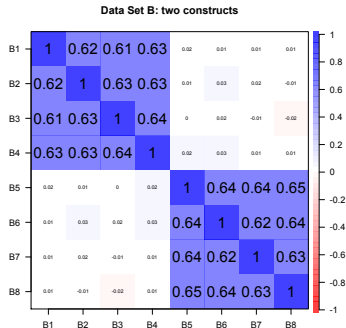 Data Set B: two constructs
B1 1 0.62 0.61 0.63 0.02 0.01 0.01 0.01 1
B2 0.62 1 0.63 0.63 0.01 0.03 0.02 -0.01 0.8
B3 0.61 0.63 1 0.64 0 0.02 -0.01 -0.02 0.6
B4 0.63 0.63 0.64 1 0.02 0.03 0.01 0.01 0.2
B5 0.02 0.01 0 0.02 1 0.64 0.64 0.65 -0.2
B6 0.01 0.03 0.02 0.03 0.64 1 0.62 0.64 -0.4
B7 0.01 0.02 -0.01 0.01 0.64 0.62 1 0.63 -0.6
B8 0.01 -0.01 -0.02 0.01 0.65 0.64 0.63 1 -0.8
B1 B2 B3 B4 B5 B6 B7 B8
0.4
0
-1